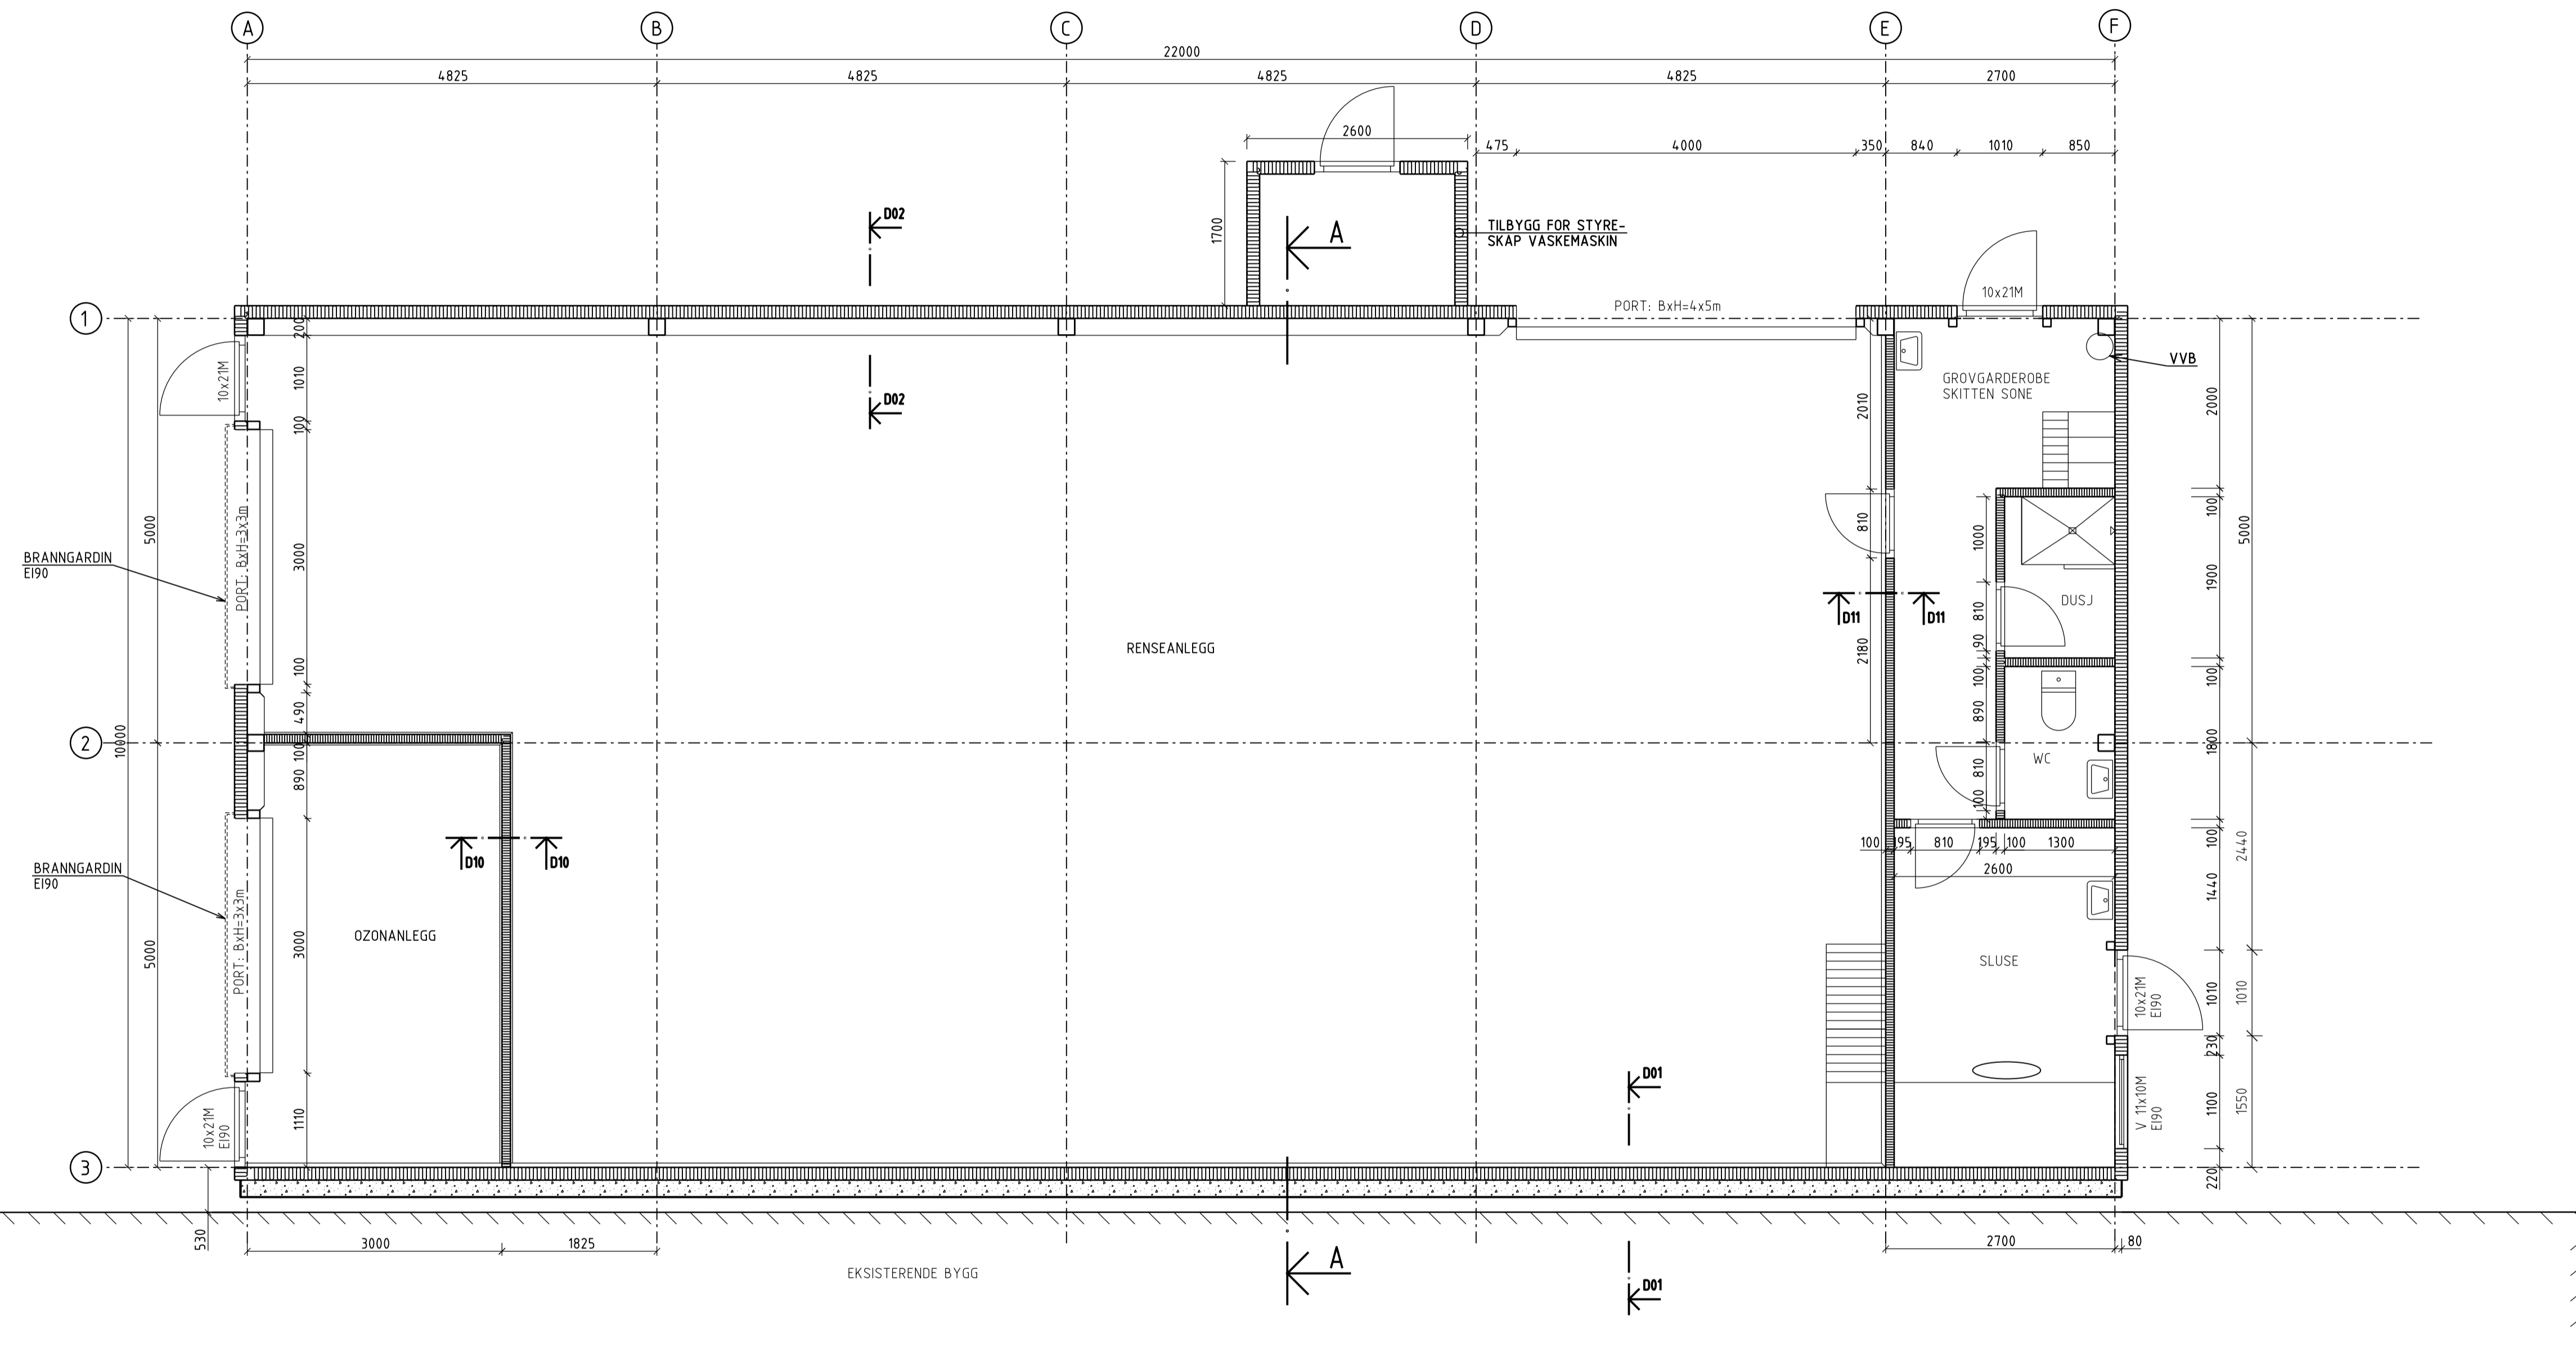 A
B
C
D
E
F
22000
4825
4825
4825
4825
2700
2600
475
4000
350
840
1010
850
1700
D02
A
TILBYGG FOR STYRE-
SKAP VASKEMASKIN
PORT: BxH=4x5m
10x21M
1
200
10x21M
1010
100
D02
VVB
GROVGARDEROBE
SKITTEN SONE
2010
2000
5000
PORT: BxH=3x3m
3000
BRANNGARDIN
EI90
810
1000
100
5000
1900
DUSJ
810
D11
D11
RENSEANLEGG
2180
190
100
100
100
490
890
2
10000
100
1800
WC
890
810
100
100
195
810
195
100
1300
100
2440
2600
D10
D10
BRANNGARDIN
EI90
PORT: BxH=3x3m
3000
OZONANLEGG
5000
1440
SLUSE
10x21M
EI90
1010
1010
230
D01
10x21M
EI90
1110
V 11x10M
EI90
1100
1550
3
220
530
3000
1825
2700
80
EKSISTERENDE BYGG
A
D01